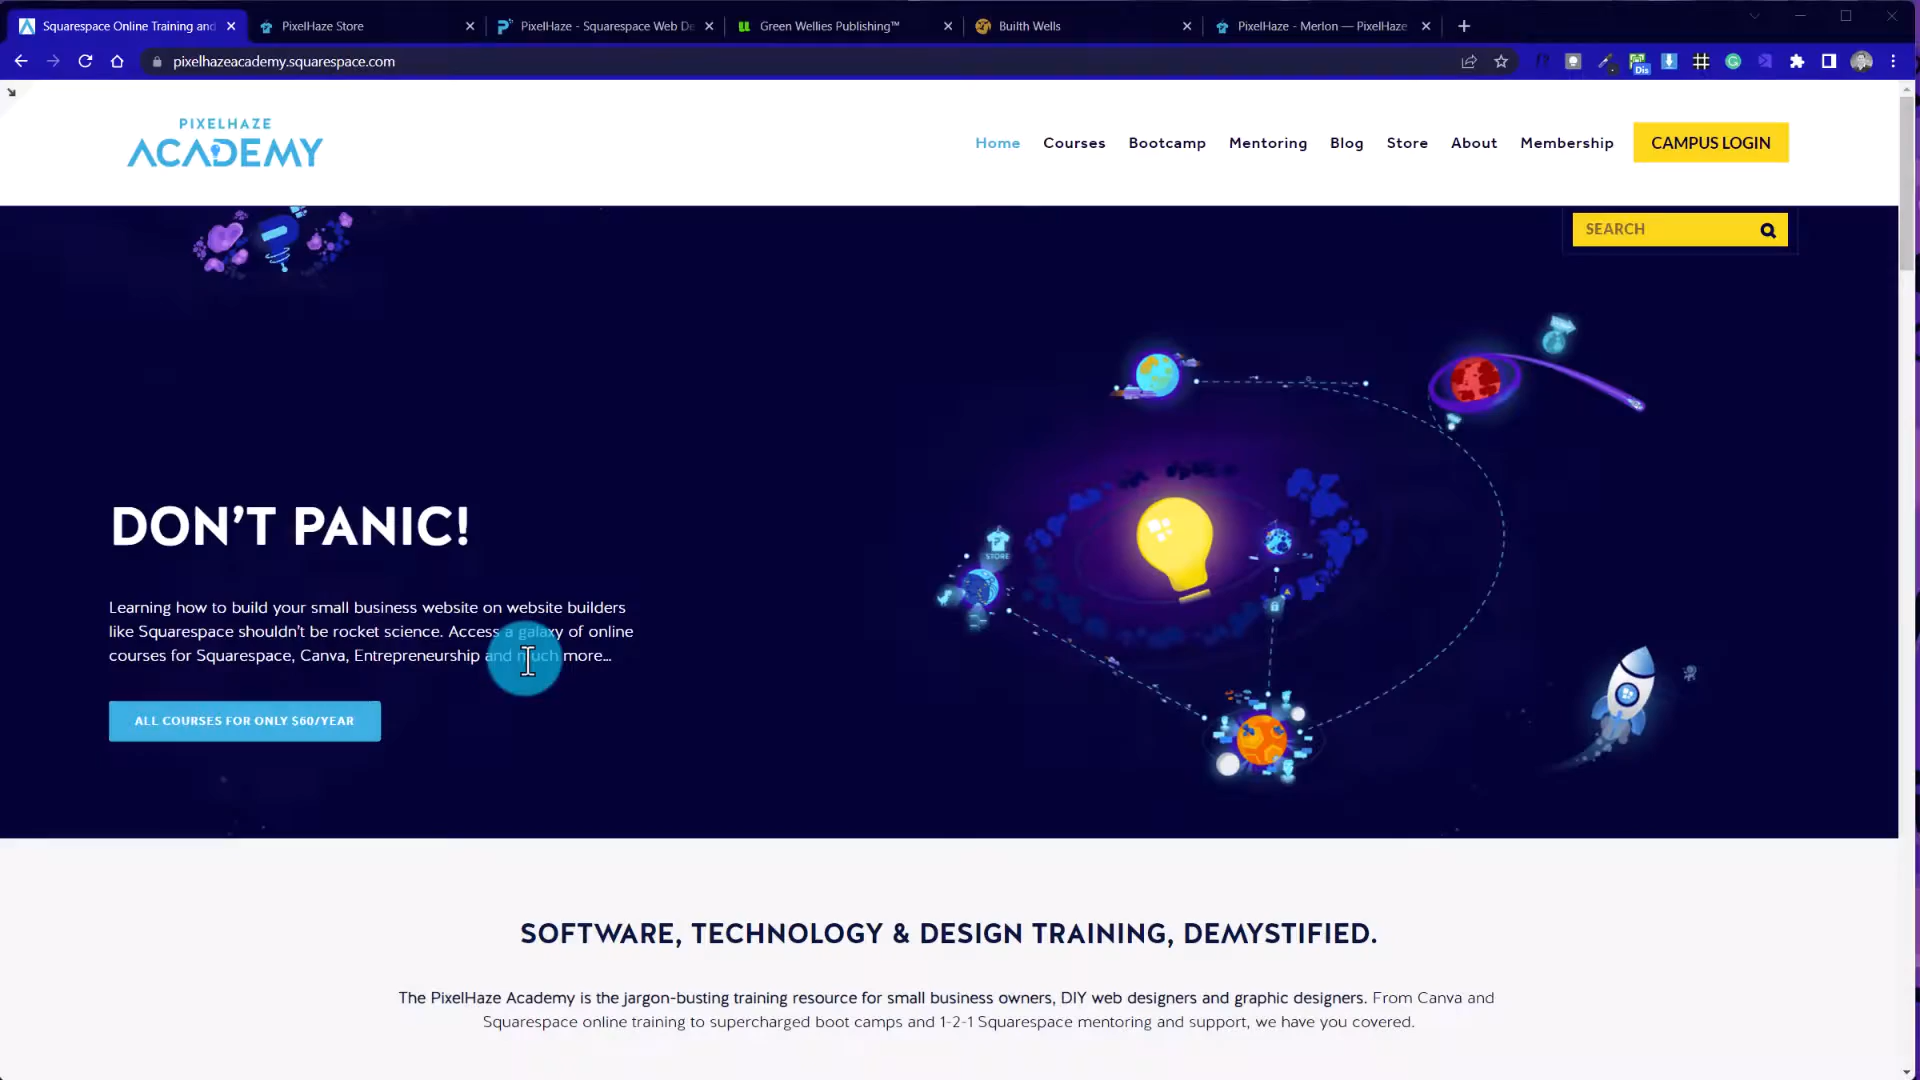 Squarespace Online Training and
PixelHaze Store
PixelHaze - Squarespace Web De
Green Wellies Publishing™
Builth Wells
PixelHaze - Merlon — PixelHaze
pixelhazeacademy.squarespace.com
Dis
PIXELHAZE
ACADEMY
Home
Courses
Bootcamp
Mentoring
Blog
Store
About
Membership
CAMPUS LOGIN
SEARCH
STORE
DON'T PANIC!
Learning how to build your small business website on website builders
like Squarespace shouldn't be rocket science. Access a galaxy of online
courses for Squarespace, Canva, Entrepreneurship and much more...
ALL COURSES FOR ONLY $60/YEAR
SOFTWARE, TECHNOLOGY & DESIGN TRAINING, DEMYSTIFIED.
The PixelHaze Academy is the jargon-busting training resource for small business owners, DIY web designers and graphic designers. From Canva and
Squarespace online training to supercharged boot camps and 1-2-1 Squarespace mentoring and support, we have you covered.